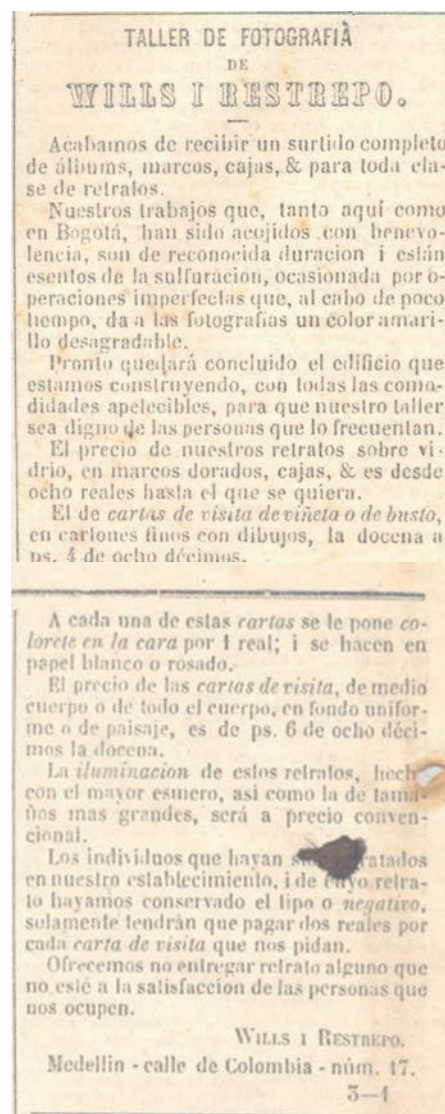 TALLER DE FOTOGRAFIÀ
DE
WILLS I RESTREPO.
Acabamos de recibir un surtido completo
de álbums, marcos, cajas, & para toda cla-
se de retratos.
Nuestros trabajos que, tanto aquí como
en Bogotá, han sido acojidos con benevo-
lencia, son de reconocida duracion i están
esentos de la sulfuracion, ocasionada por o-
peraciones imperfectas que, al cabo de poco
tiempo, da a las fotografias un color amari-
llo desagradable.
Pronto quedará concluido el edificio que
estamos construyendo, con todas las como-
didades apetecibles, para que nuestro taller
sea digno de las personas que lo frecuentan.
El precio de nuestros retratos sobre vi-
drio, en marcos dorados, cajas, & es desde
ocho reales hasta el que se quiera.
El de cartas de visita de viñeta o de busto,
en cartones finos con dibujos, la docena a
ps. 4 de ocho décimos.
A cada una de estas cartas se le pone co-
lorete en la cara por 1 real; i se hacen en
papel blanco o rosado.
El precio de las cartas de visita, de medio
cuerpo o de todo el cuerpo, en fondo unifor-
me o de paisaje, es de ps. 6 de ocho déci-
mos la docena.
La iluminacion de estos retratos, hech
con el mayor esmero, asi como la de tama-
ños mas grandes, será a precio conven-
cional.
Los individuos que hayan retratados
en nuestro establecimiento, i de cuyo retra-
to hayamos conservado el tipo o negativo,
solamente tendrán que pagar dos reales por
cada carta de visita que nos pidan.
Ofrecemos no entregar retrato alguno que
no esté a la satisfaccion de las personas que
nos ocupen.
WILLS I RESTREPO.
Medellin - calle de Colombia - núm. 17.
3—1